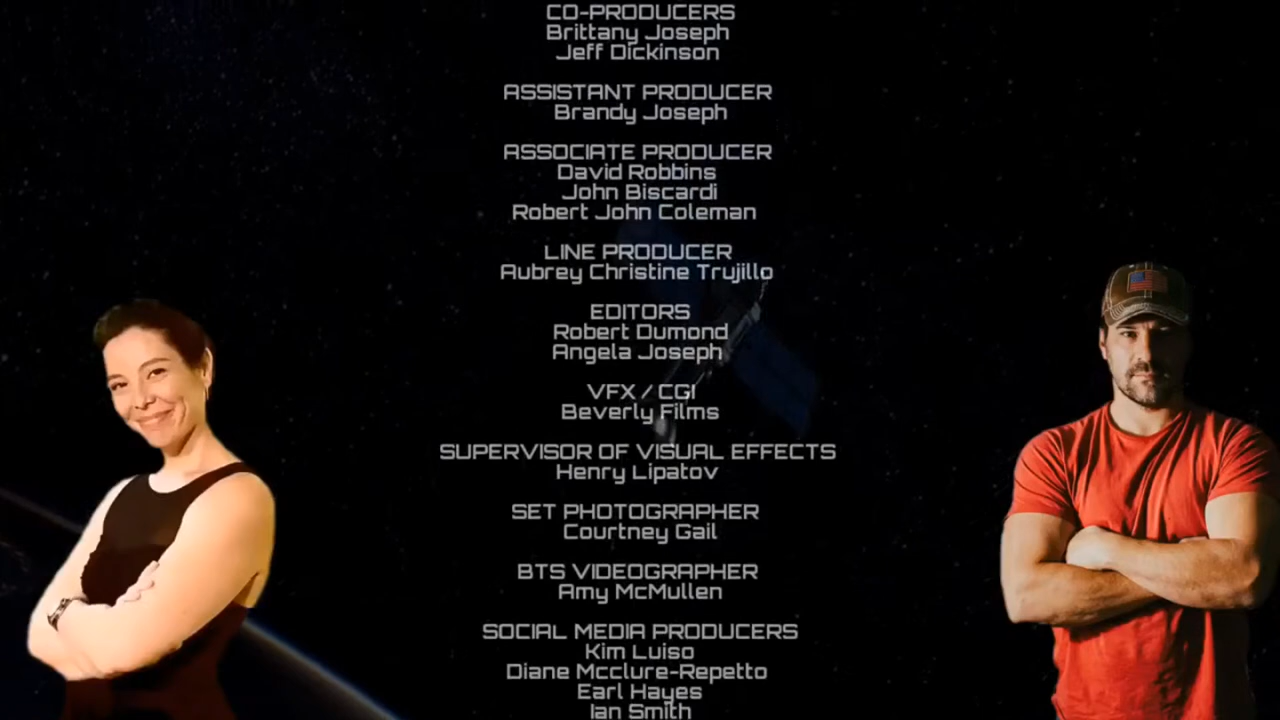 CO-PRODUCERS
Brittany Joseph
Jeff Dickinson
ASSISTANT PRODUCER
Brandy Joseph
ASSOCIATE PRODUCER
David Robbins
John Biscardi
Robert John Coleman
LINE PRODUCER
Aubrey Christine Trujillo
EDITORS
Robert Dumond
Angela Joseph
VFX / CGI
Beverly Films
SUPERVISOR OF VISUAL EFFECTS
Henry Lipatov
SET PHOTOGRAPHER
Courtney Gail
BTS VIDEOGRAPHER
Amy McMullen
SOCIAL MEDIA PRODUCERS
Kim Luiso
Diane Mcclure-Repetto
Earl Hayes
Ian Smith